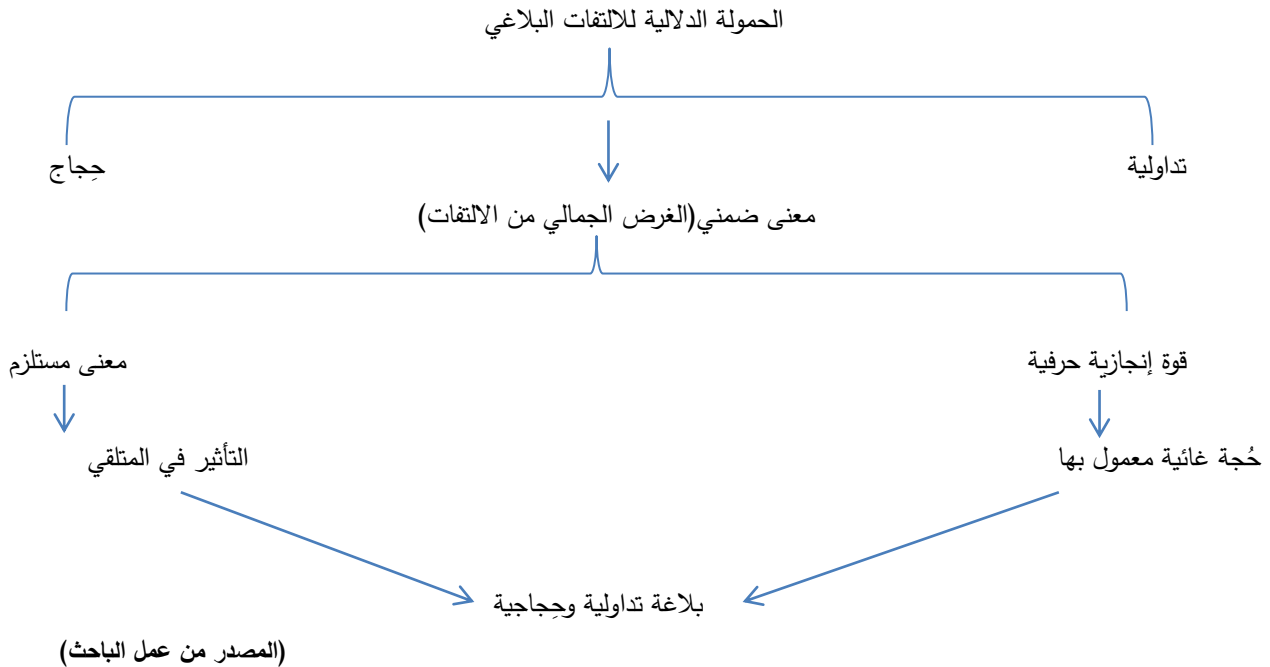 الحمولة الدلالية للالتفات البلاغي
تداولية
حِجاج
معنى ضمني(الغرض الجمالي من الالتفات)
قوة إنجازية حرفية
معنى مستلزم
حُجة غائية معمول بها
التأثير في المتلقي
بلاغة تداولية وحِجاجية
(المصدر من عمل الباحث)